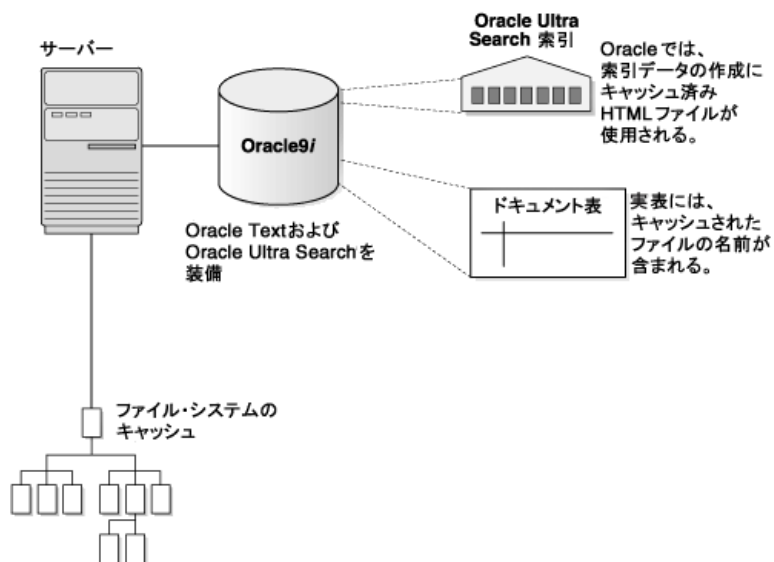 サーバー
Oracle Ultra
Search 索引
Oracleでは、
索引データの作成に
キャッシュ済み
HTMLファイルが
使用される。
Oracle9i
Oracle Textおよび
Oracle Ultra Searchを
装備
ドキュメント表
実表には、
キャッシュされた
ファイルの名前が
含まれる。
ファイル・システムの
キャッシュ